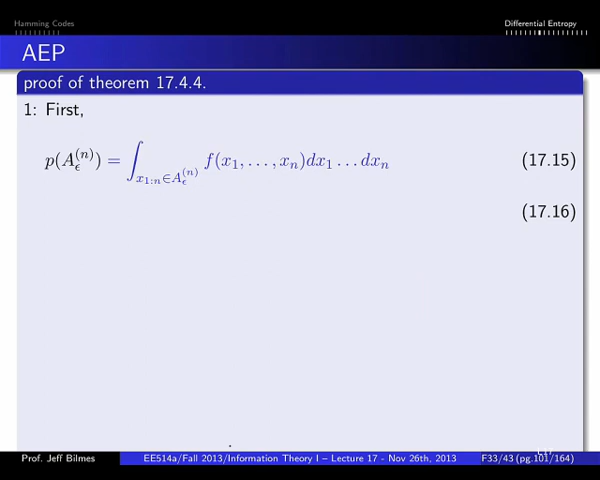 Hamming Codes Differential Entropy
AEP
proof of theorem 17.4.4.
1: First,
p(A_ϵ^{(n)}) = ∫_{x_{1:n}∈A_ϵ^{(n)}} f(x_1, . . . , x_n)dx_1 . . . dx_n (17.15)
(17.16)
Prof. Jeff Bilmes EE514a/Fall 2013/Information Theory I – Lecture 17 - Nov 26th, 2013 F33/43 (pg.101/164)